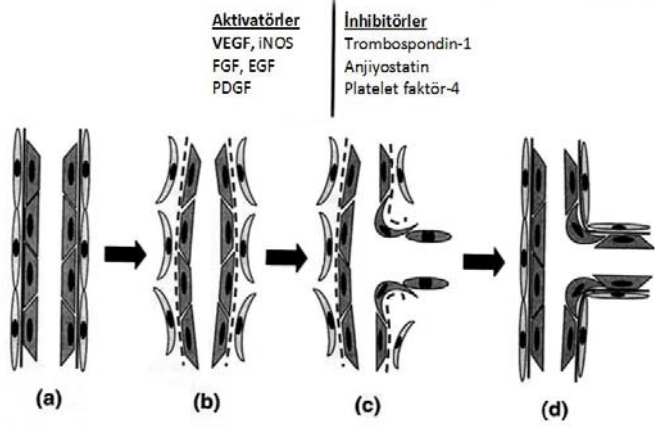 Aktivatörler
VEGF, iNOS
FGF, EGF
PDGF
İnhibitörler
Trombospondin-1
Anjiyostatin
Platelet faktör-4
(a)
(b)
(c)
(d)